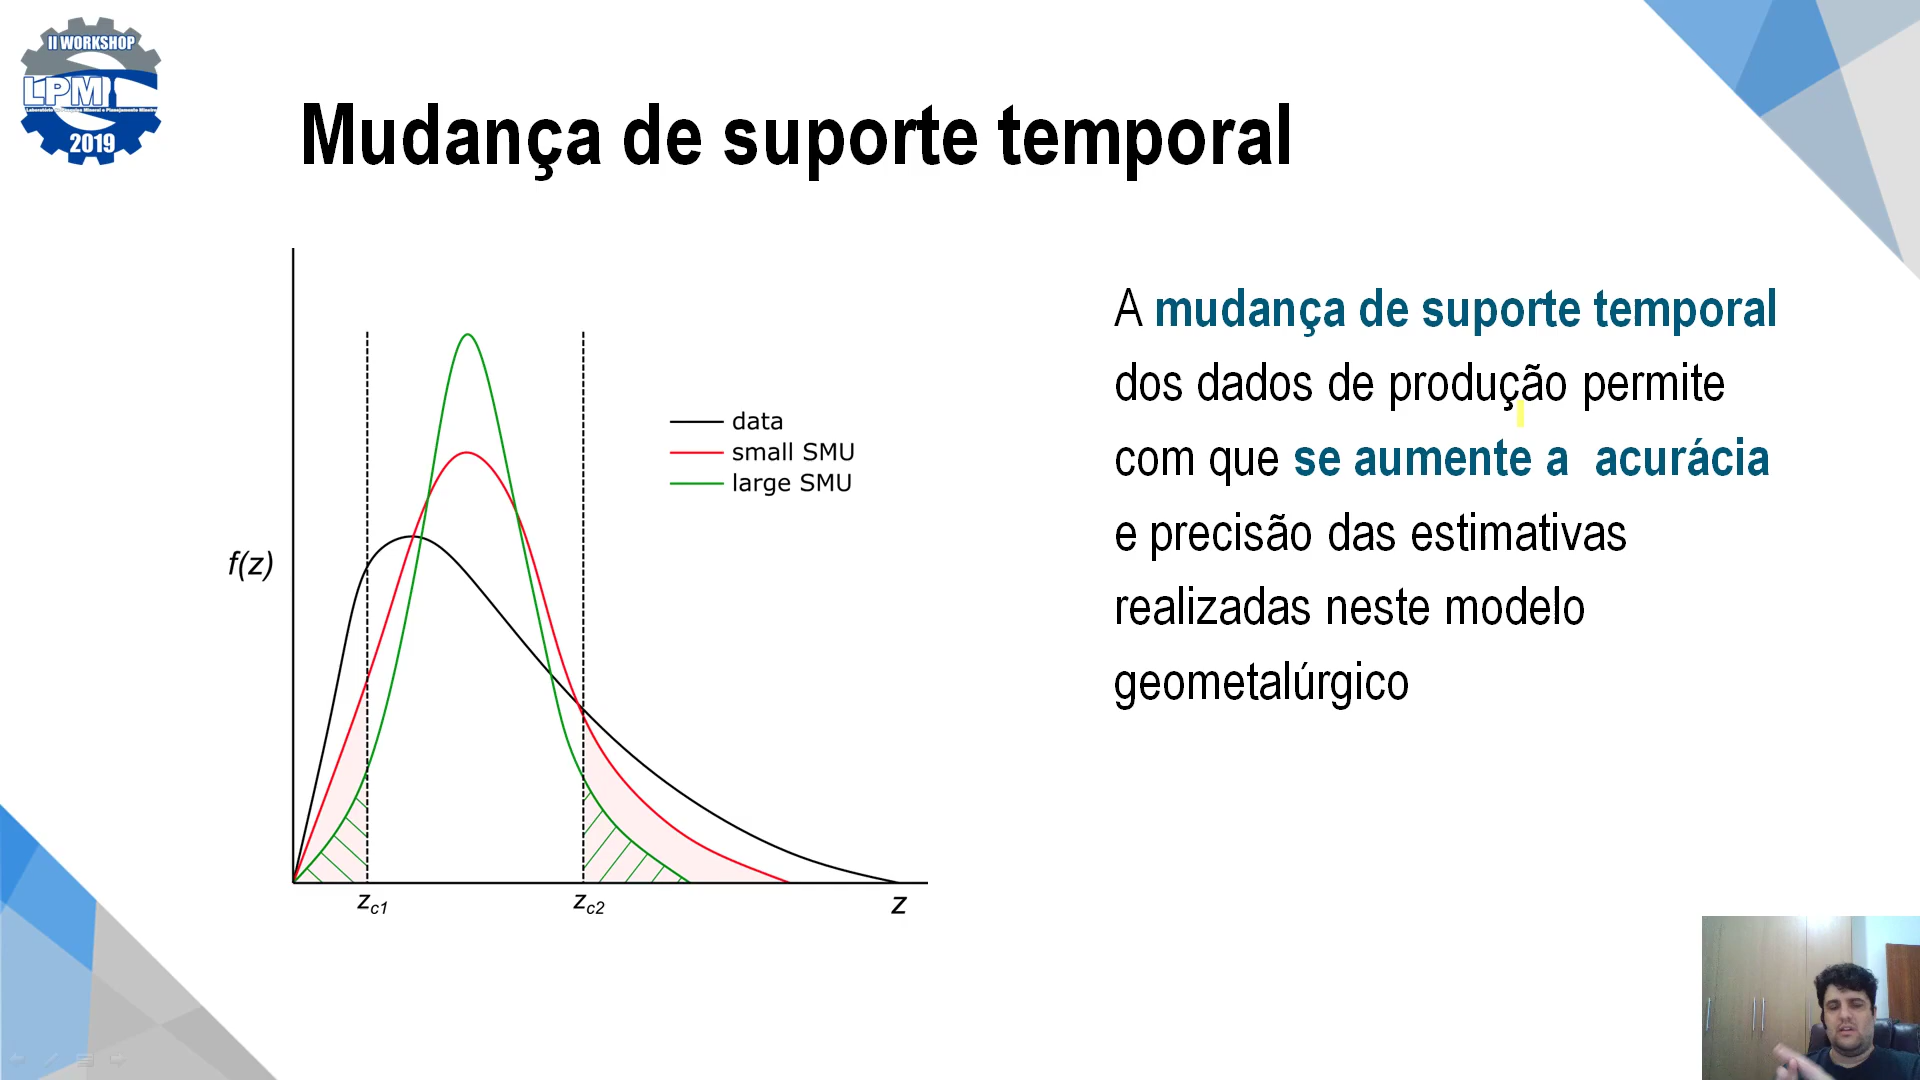 II WORKSHOP
LPM
2019
Mudança de suporte temporal
f(z)
data
small SMU
large SMU
zc1
zc2
z
A mudança de suporte temporal
dos dados de produção permite
com que se aumente a acurácia
e precisão das estimativas
realizadas neste modelo
geometalúrgico